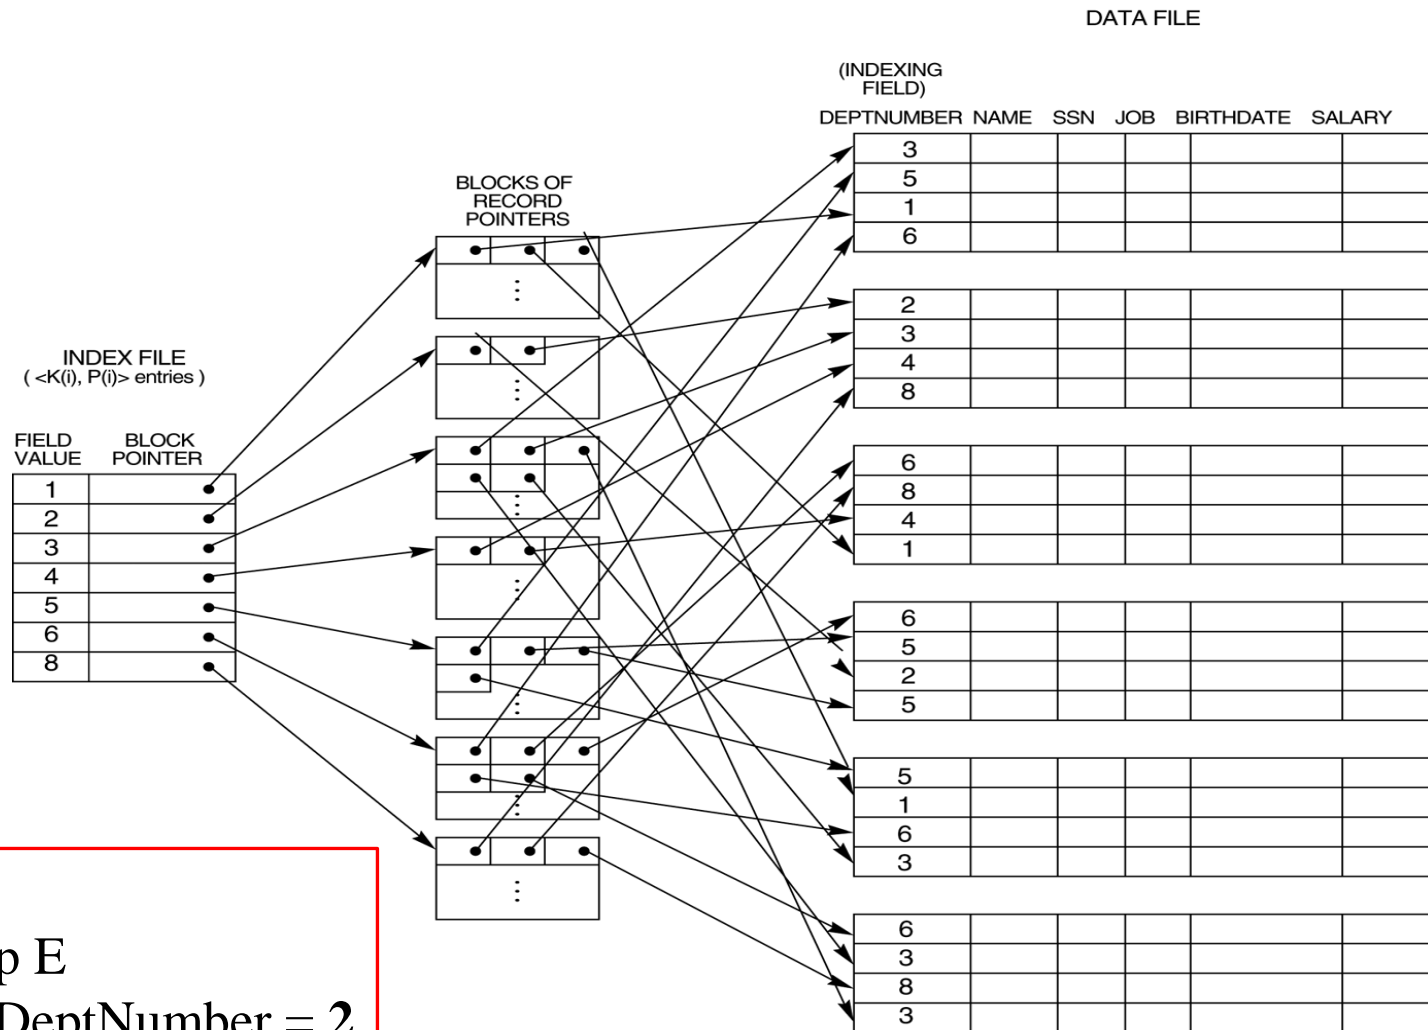 DATA FILE
(INDEXING
FIELD)
DEPTNUMBER NAME SSN JOB BIRTHDATE SALARY
3
5
1
6
2
3
4
8
6
8
4
1
6
5
2
5
5
1
6
3
6
3
8
3
BLOCKS OF
RECORD
POINTERS
INDEX FILE
( <K(i), P(i)> entries )
FIELD
VALUE
BLOCK
POINTER
1
2
3
4
5
6
8
p E
DeptNumber = 2